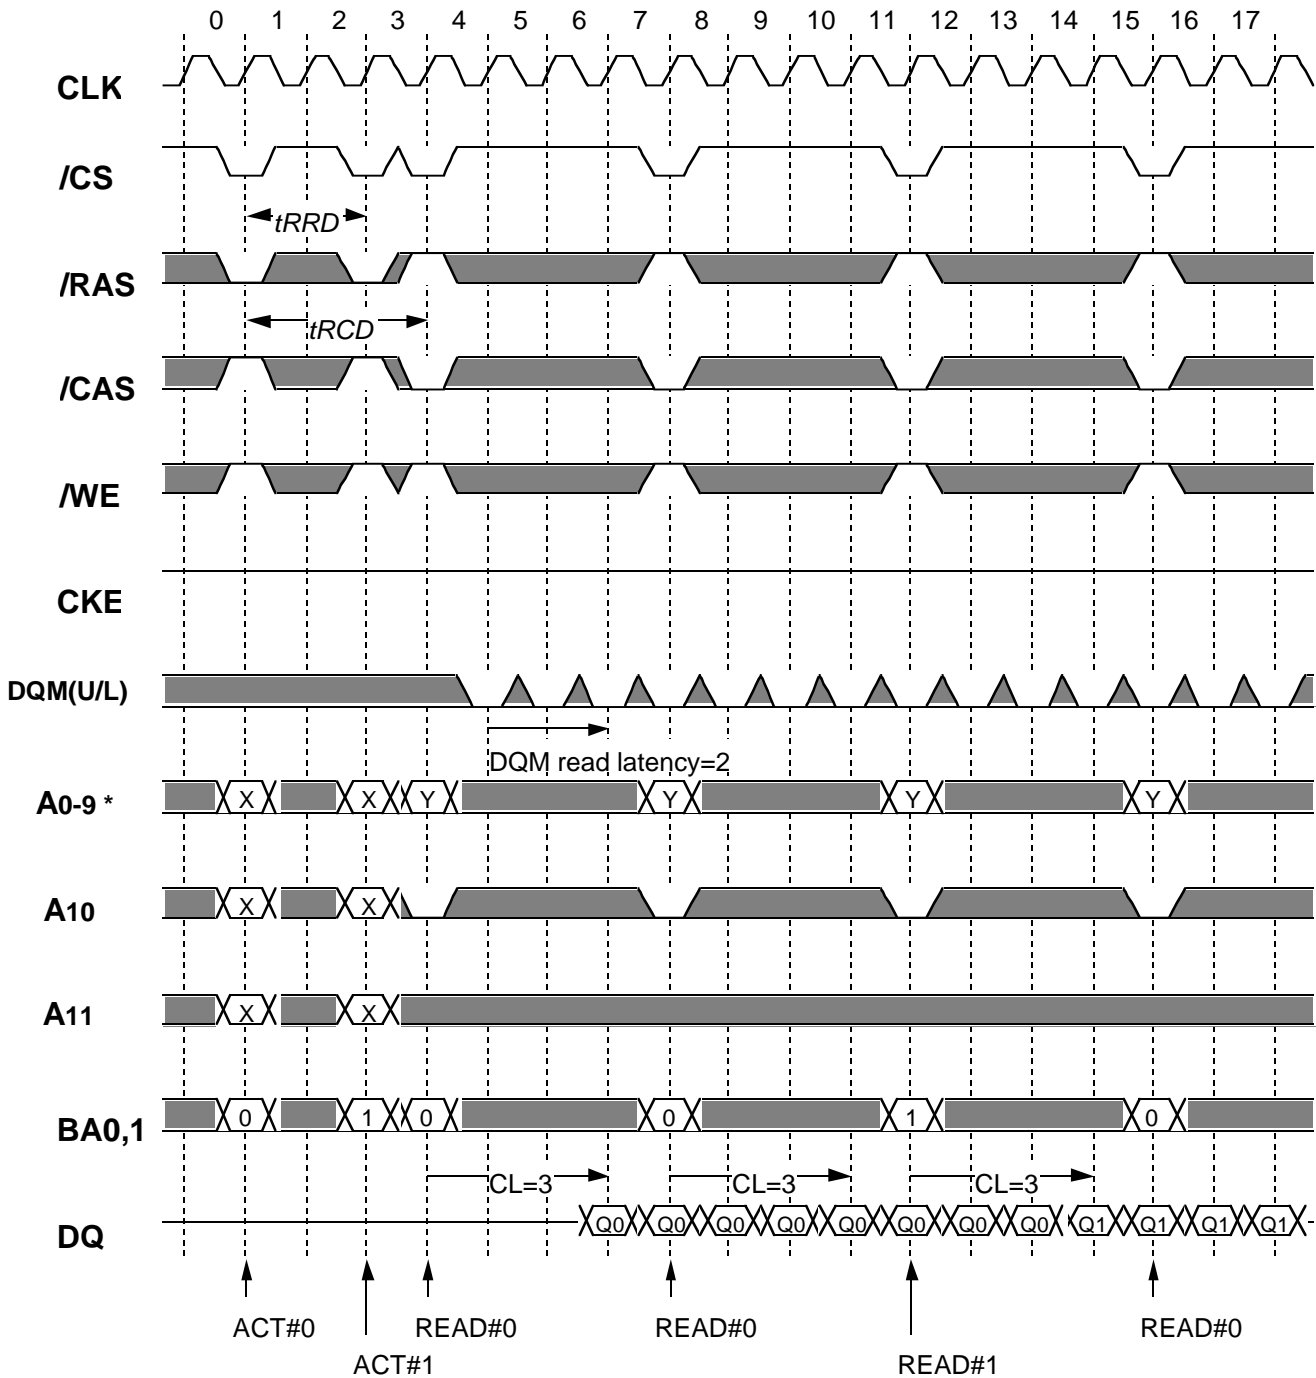 0 1 2 3 4 5 6 7 8 9 10 11 12 13 14 15 16 17
CLK
/CS
tRRD
/RAS
tRCD
/CAS
/WE
CKE
DQM(U/L)
DQM read latency=2
A0-9 * X X Y Y Y Y
A10 X X
A11 X X
BA0,1 0 1 0 0 1 0
CL=3 CL=3 CL=3
DQ Q0 Q0 Q0 Q0 Q0 Q0 Q0 Q0 Q1 Q1 Q1 Q1
ACT#0 READ#0 READ#0 READ#0
ACT#1 READ#1